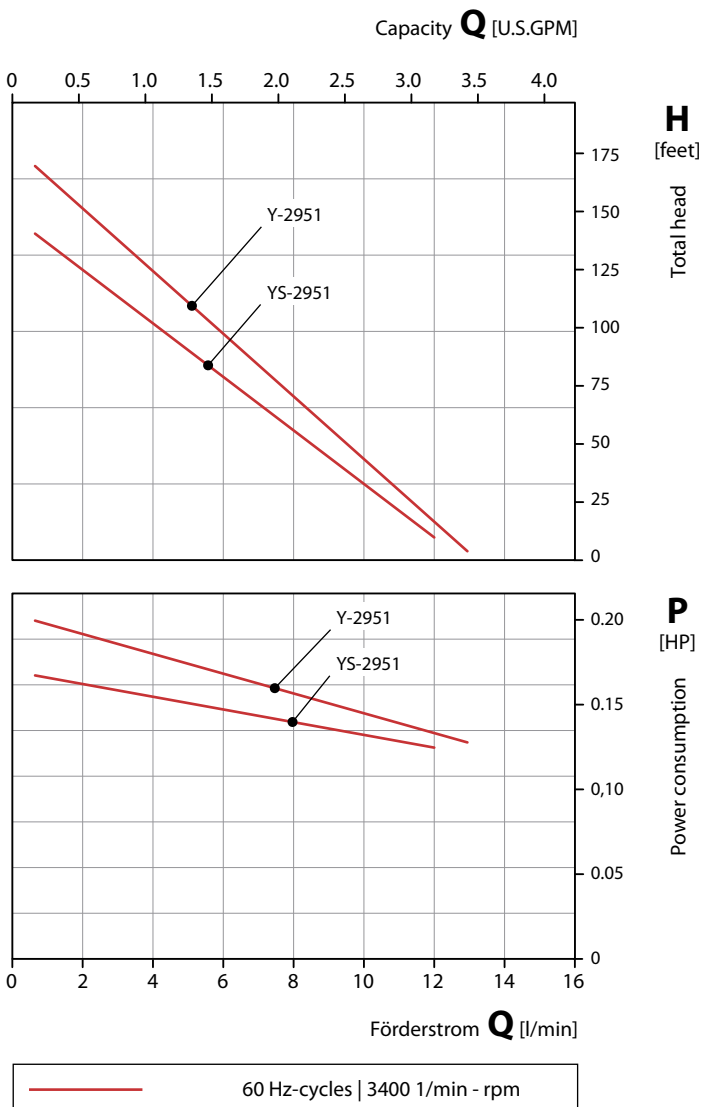 Capacity Q [U.S.GPM]
0 0.5 1.0 1.5 2.0 2.5 3.0 3.5 4.0
H
[feet]
Total head
175
150
125
100
75
50
25
0
Y-2951
YS-2951
P
[HP]
Power consumption
0.20
0.15
0,10
0.05
0
Y-2951
YS-2951
0 2 4 6 8 10 12 14 16
Förderstrom Q [l/min]
60 Hz-cycles | 3400 1/min - rpm